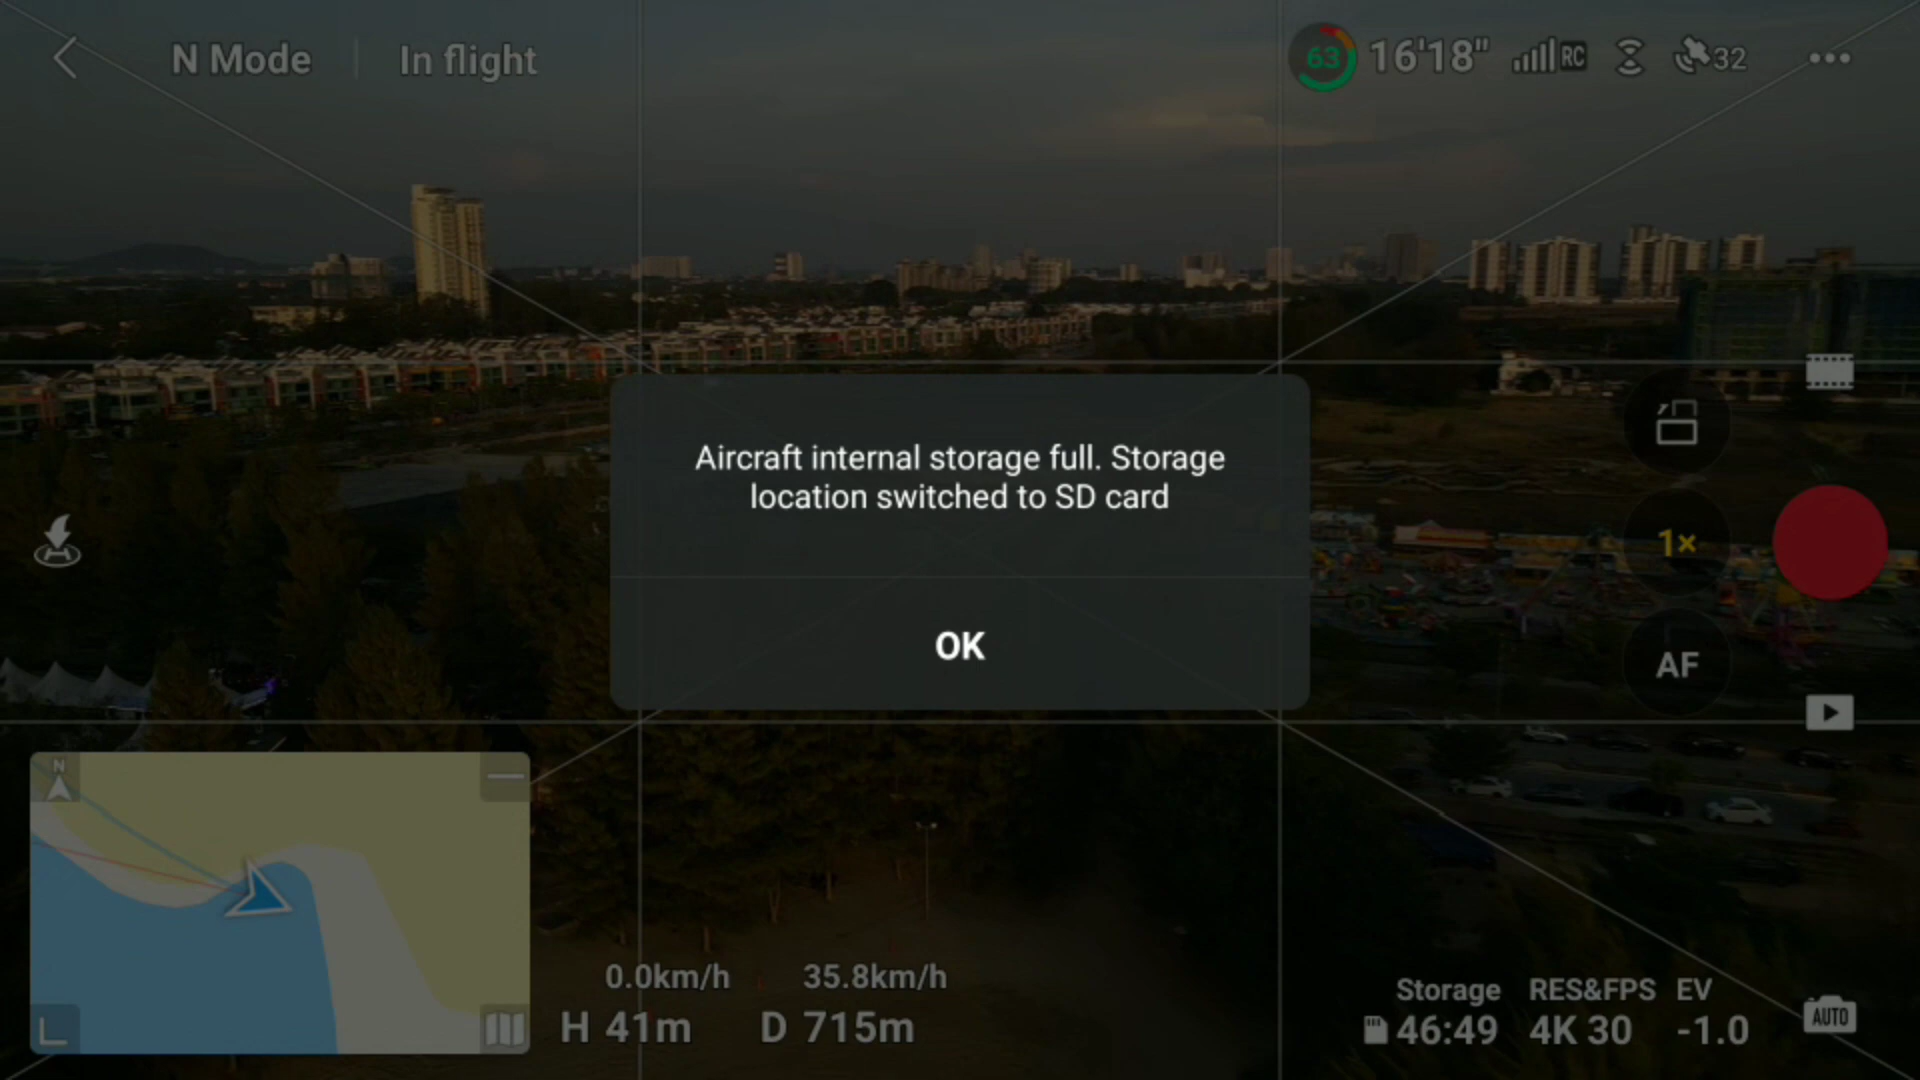 N Mode | In flight
63 16'18" RC 32
Aircraft internal storage full. Storage
location switched to SD card
OK
1×
AF
N
0.0km/h 35.8km/h
H 41m D 715m
Storage RES&FPS EV
46:49 4K 30 -1.0
AUTO